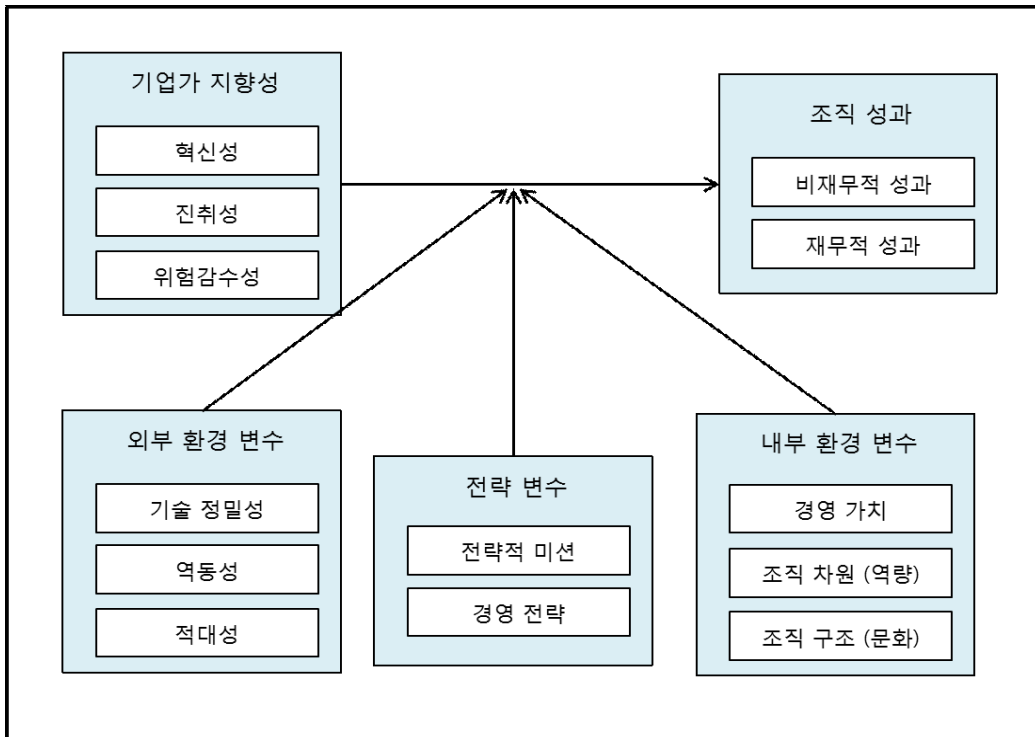 기업가 지향성
혁신성
진취성
위험감수성
조직 성과
비재무적 성과
재무적 성과
외부 환경 변수
기술 정밀성
역동성
적대성
전략 변수
전략적 미션
경영 전략
내부 환경 변수
경영 가치
조직 차원 (역량)
조직 구조 (문화)